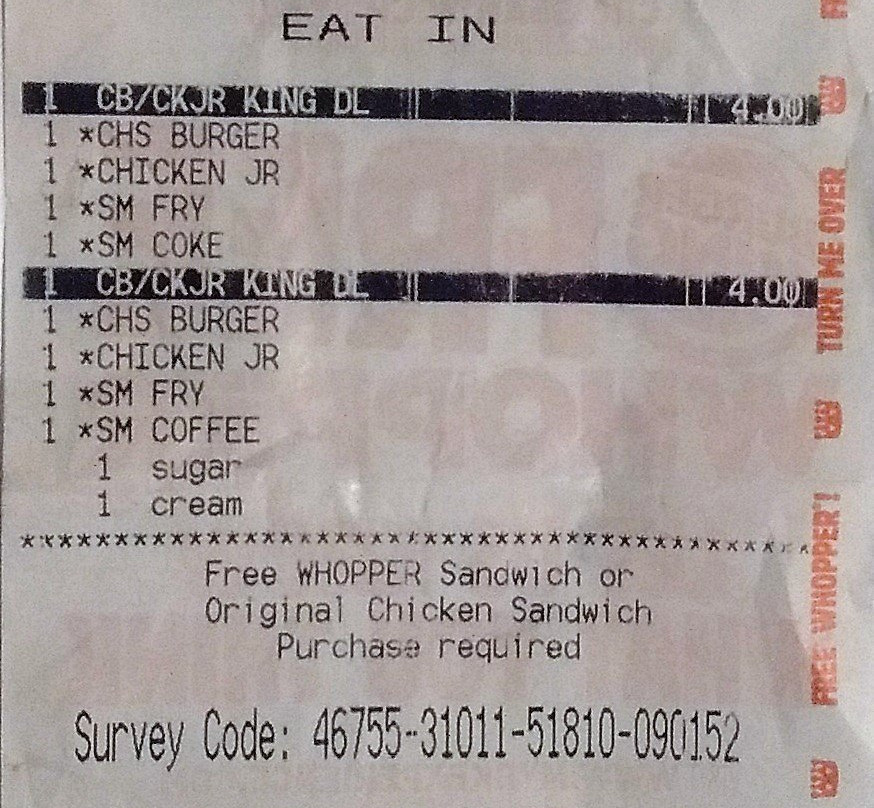 EAT IN
1 CB/CKJR KING DL 4.00
1 *CHS BURGER
1 *CHICKEN JR
1 *SM FRY
1 *SM COKE
1 CB/CKJR KING DL 4.00
1 *CHS BURGER
1 *CHICKEN JR
1 *SM FRY
1 *SM COFFEE
1 sugar
1 cream
******************************************
Free WHOPPER Sandwich or
Original Chicken Sandwich
Purchase required
Survey Code: 46755-31011-51810-090152
FREE WHOPPER!
TURN ME OVER